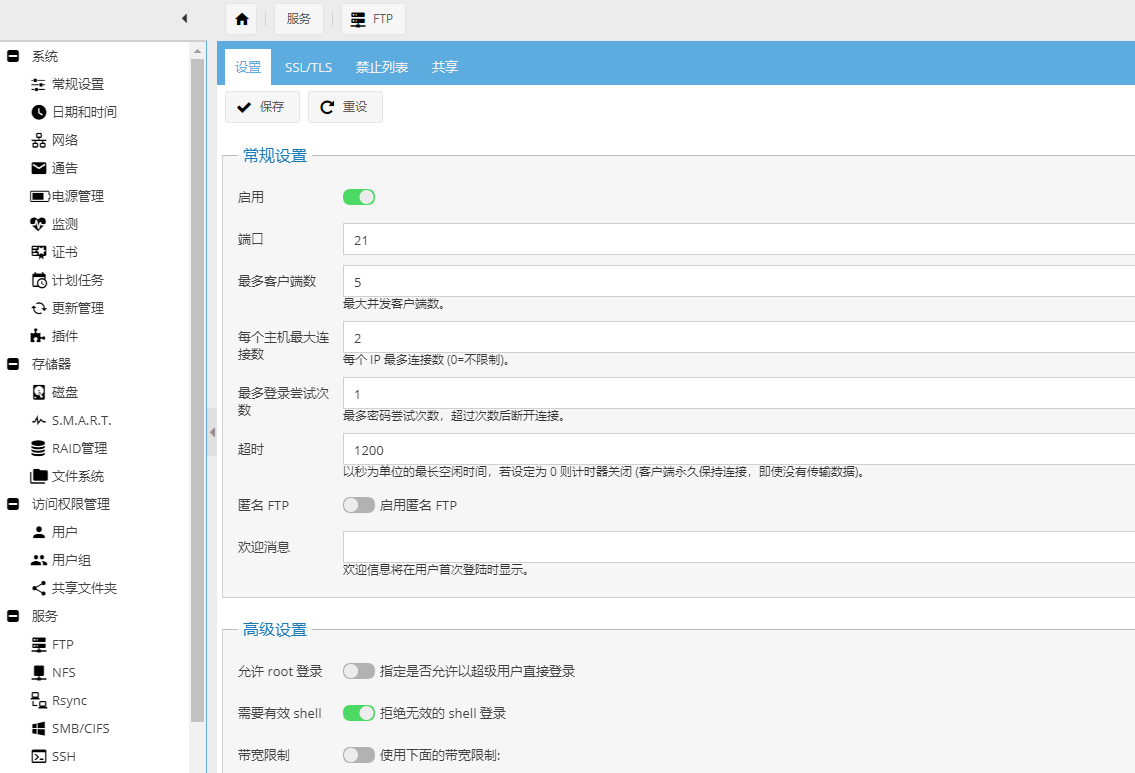 服务
FTP
系统
常规设置
日期和时间
网络
通告
电源管理
监测
证书
计划任务
更新管理
插件
存储器
磁盘
S.M.A.R.T.
RAID管理
文件系统
访问权限管理
用户
用户组
共享文件夹
服务
FTP
NFS
Rsync
SMB/CIFS
SSH
设置 SSL/TLS 禁止列表 共享
保存 重设
常规设置
启用
端口 21
最多客户端数 5
最大并发客户端数。
每个主机最大连
接数
2
每个 IP 最多连接数 (0=不限制)。
最多登录尝试次
数
1
最多密码尝试次数，超过次数后断开连接。
超时 1200
以秒为单位的最长空闲时间，若设定为 0 则计时器关闭 (客户端永久保持连接，即使没有传输数据)。
匿名 FTP 启用匿名 FTP
欢迎消息
欢迎信息将在用户首次登陆时显示。
高级设置
允许 root 登录 指定是否允许以超级用户直接登录
需要有效 shell 拒绝无效的 shell 登录
带宽限制 使用下面的带宽限制: